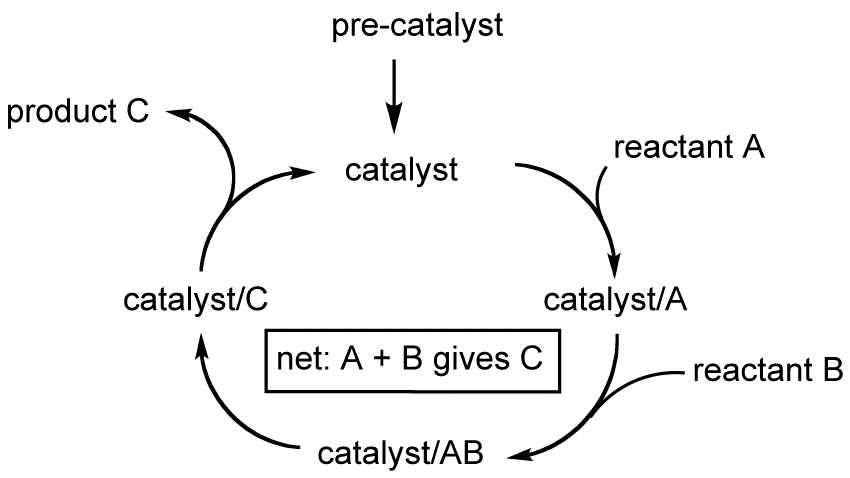 pre-catalyst
product C
reactant A
catalyst
catalyst/C
catalyst/A
net: A + B gives C
reactant B
catalyst/AB